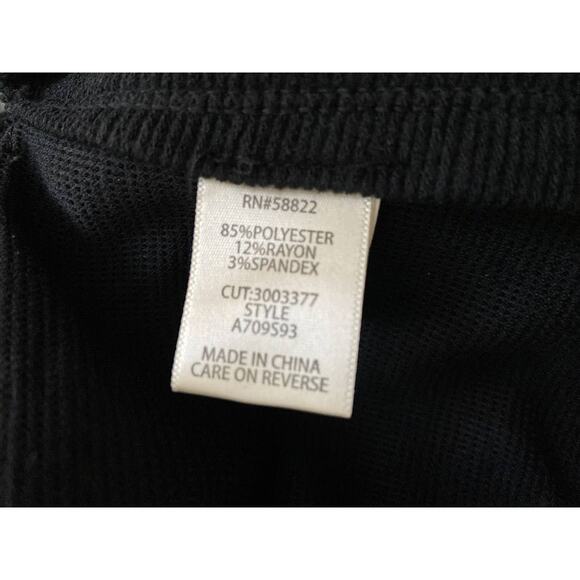 RN#58822
85%POLYESTER
12%RAYON
3%SPANDEX
CUT:3003377
STYLE
A709593
MADE IN CHINA
CARE ON REVERSE